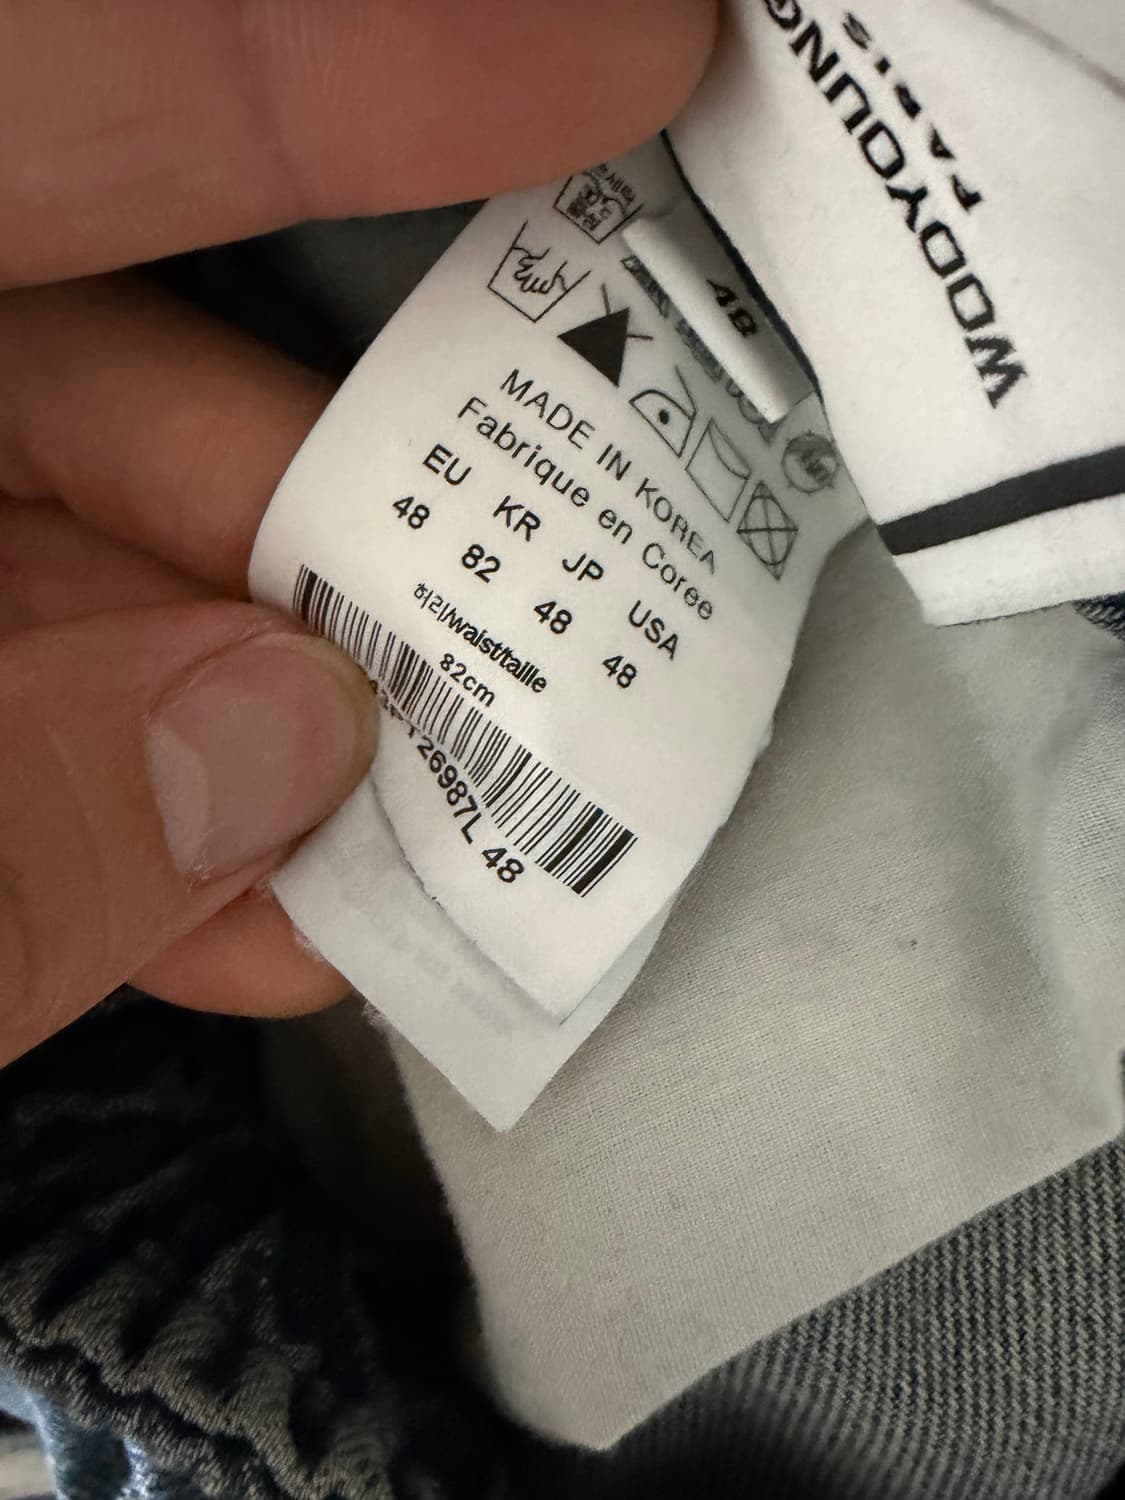 WOOYOUNG
PARIS
48
MADE IN KOREA
Fabrique en Coree
EU KR JP USA
48 82 48 48
허리/waist/taille
82cm
26987L 48